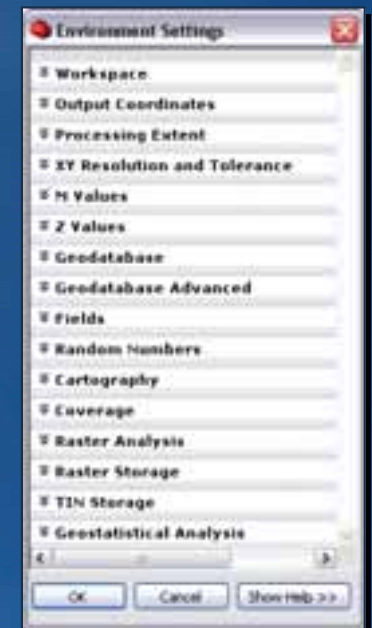 Environment Settings
Workspace
Output Coordinates
Processing Extent
XY Resolution and Tolerance
M Values
Z Values
Geodatabase
Geodatabase Advanced
Fields
Random Numbers
Cartography
Coverage
Raster Analysis
Raster Storage
TIN Storage
Geostatistical Analysis
OK Cancel Show Help >>